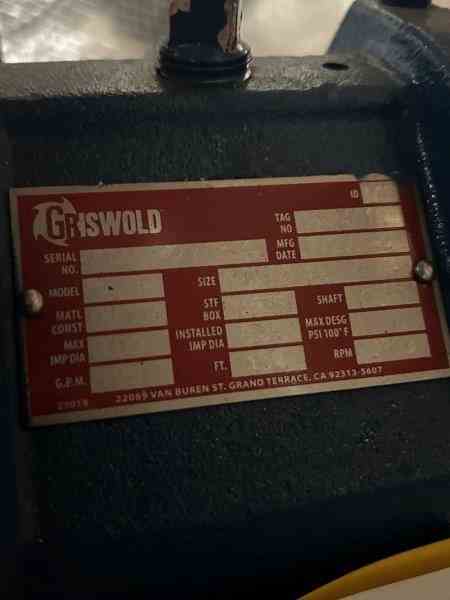 ID
GRISWOLD
TAG NO
SERIAL NO.
MFG DATE
MODEL
SIZE
MATL CONST
STF BOX
SHAFT
MAX IMP DIA
INSTALLED IMP DIA
MAX.DESG PSI 100°F
G.P.M.
FT.
RPM
22069 VAN BUREN ST. GRAND TERRACE, CA 92313-5607